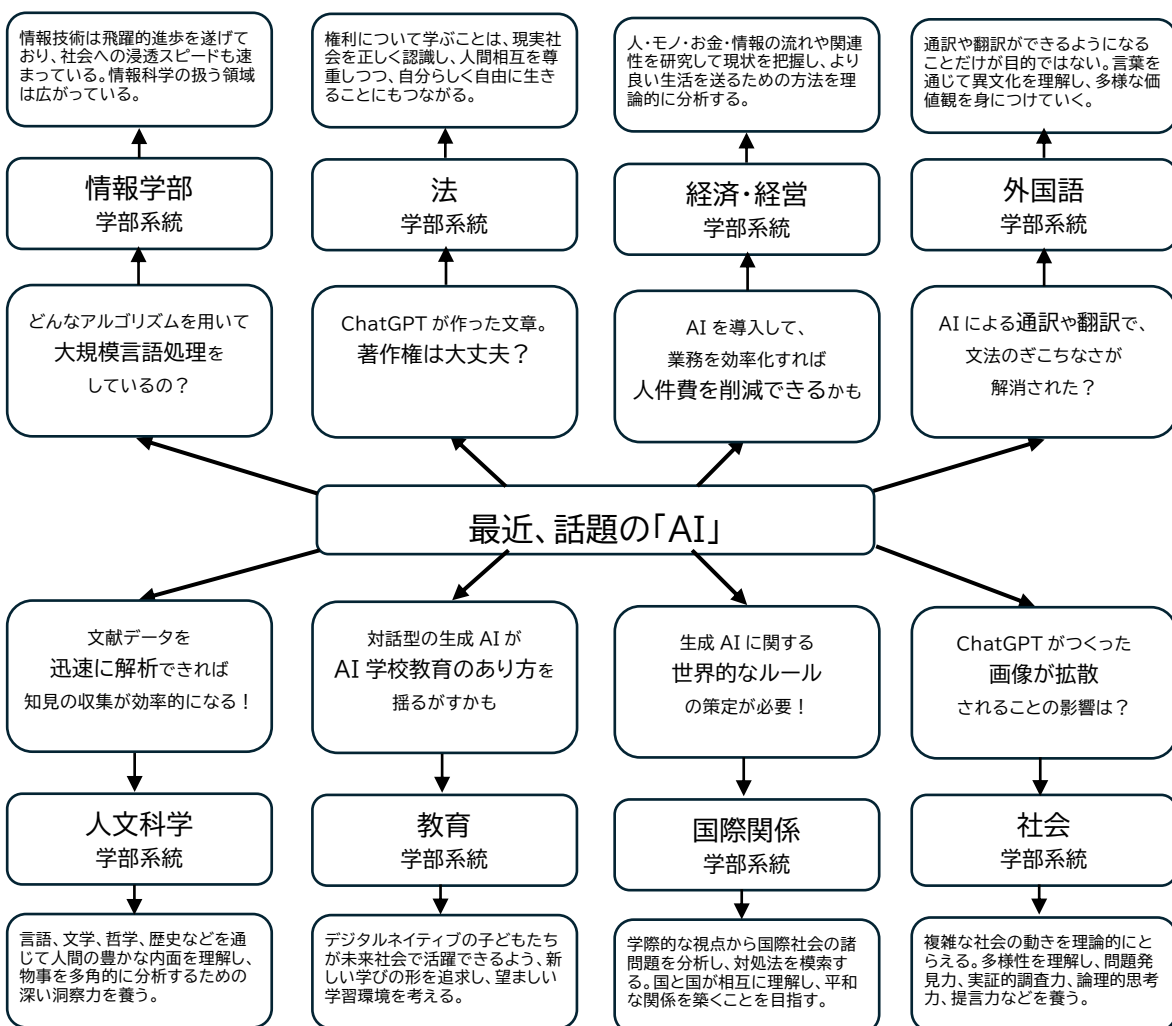 情報技術は飛躍的進歩を遂げて
おり、社会への浸透スピードも速
まっている。情報科学の扱う領域
は広がっている。
権利について学ぶことは、現実社
会を正しく認識し、人間相互を尊
重しつつ、自分らしく自由に生き
ることにもつながる。
人・モノ・お金・情報の流れや関連
性を研究して現状を把握し、より
良い生活を送るための方法を理
論的に分析する。
通訳や翻訳ができるようになる
ことだけが目的ではない。言葉を
通じて異文化を理解し、多様な価
値観を身につけていく。
情報学部
学部系統
法
学部系統
経済・経営
学部系統
外国語
学部系統
どんなアルゴリズムを用いて
大規模言語処理を
しているの？
ChatGPT が作った文章。
著作権は大丈夫？
AI を導入して、
業務を効率化すれば
人件費を削減できるかも
AI による通訳や翻訳で、
文法のぎこちなさが
解消された？
最近、話題の「AI」
文献データを
迅速に解析できれば
知見の収集が効率的になる！
対話型の生成 AI が
AI 学校教育のあり方を
揺るがすかも
生成 AI に関する
世界的なルール
の策定が必要！
ChatGPT がつくった
画像が拡散
されることの影響は？
人文科学
学部系統
教育
学部系統
国際関係
学部系統
社会
学部系統
言語、文学、哲学、歴史などを通
じて人間の豊かな内面を理解し、
物事を多角的に分析するための
深い洞察力を養う。
デジタルネイティブの子どもたち
が未来社会で活躍できるよう、新
しい学びの形を追求し、望ましい
学習環境を考える。
学際的な視点から国際社会の諸
問題を分析し、対処法を模索す
る。国と国が相互に理解し、平和
な関係を築くことを目指す。
複雑な社会の動きを理論的にと
らえる。多様性を理解し、問題発
見力、実証的調査力、論理的思考
力、提言力などを養う。